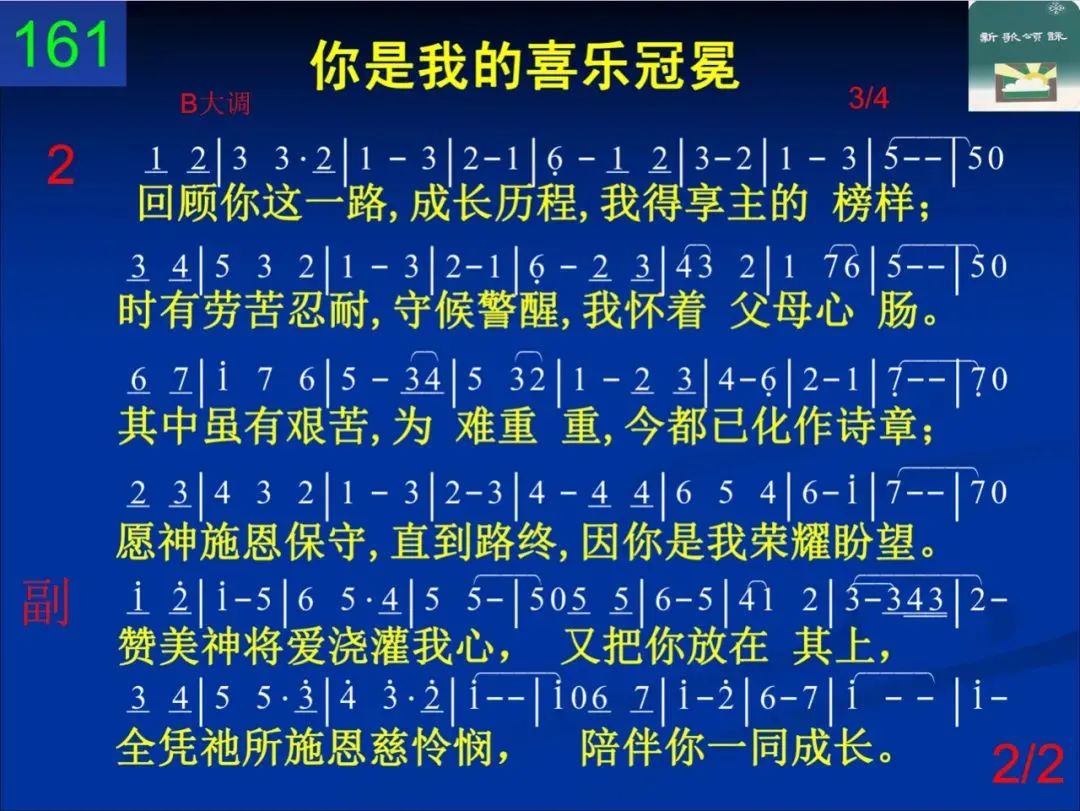 161
你是我的喜乐冠冕
新歌颂詠
B大调
3/4
2
1 2|3 3·2|1 - 3|2-1|6̣ - 1 2|3-2|1 - 3|5--|50
回顾你这一路,成长历程,我得享主的 榜样;
3 4|5 3 2|1 - 3|2-1|6̣ - 2 3|43 2|1 76|5--|50
时有劳苦忍耐,守候警醒,我怀着 父母心 肠。
6 7|i 7 6|5 - 34|5 32|1 - 2 3|4-6̣|2-1|7̣--|7̣0
其中虽有艰苦,为 难重 重,今都已化作诗章;
2 3|4 3 2|1 - 3|2-3|4 - 4 4|6 5 4|6-i|7--|70
愿神施恩保守,直到路终,因你是我荣耀盼望。
副
i 2̇|i-5|6 5·4|5 5-|505 5|6-5|41 2|3-343|2-
赞美神将爱浇灌我心, 又把你放在 其上,
3 4|5 5·3̇|4̇ 3̇·2̇|i--|i06 7|i-2̇|6-7|i - -|i-
全凭祂所施恩慈怜悯, 陪伴你一同成长。
2/2